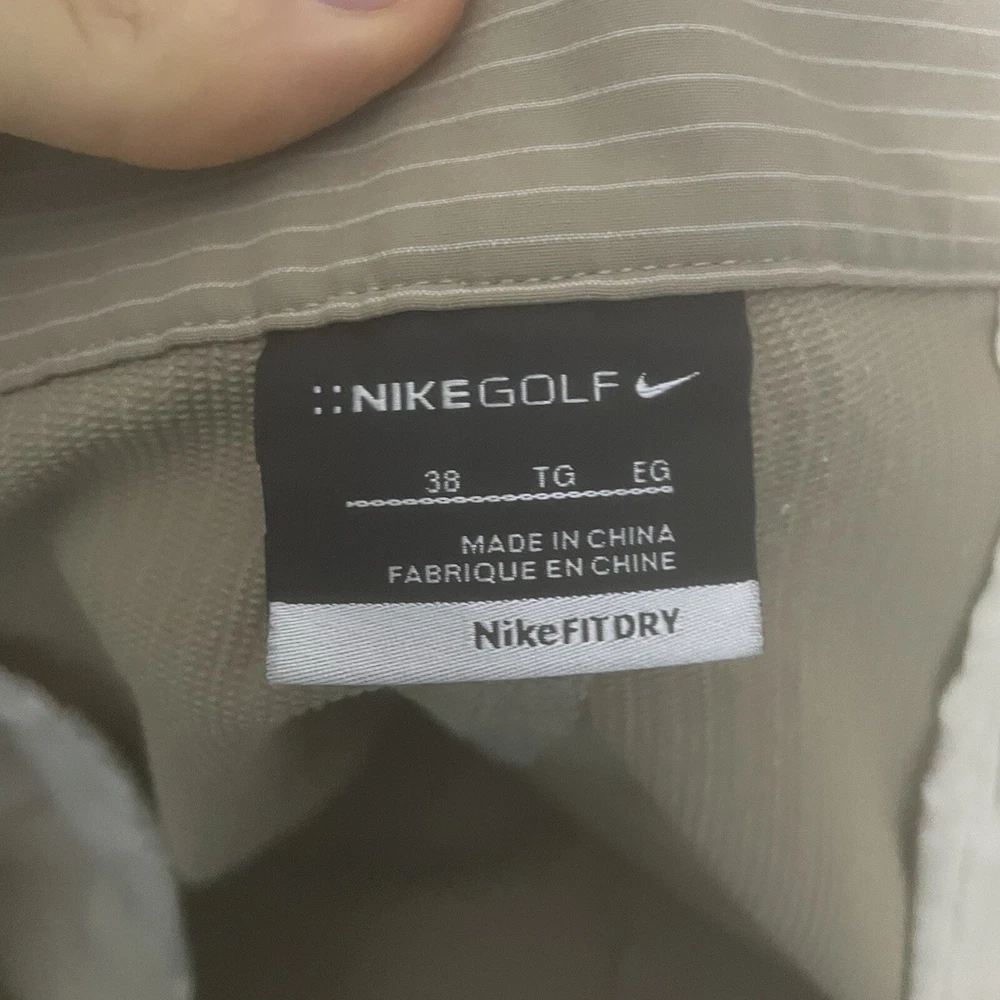 ::NIKEGOLF
38 TG EG
MADE IN CHINA
FABRIQUE EN CHINE
NikeFITDRY